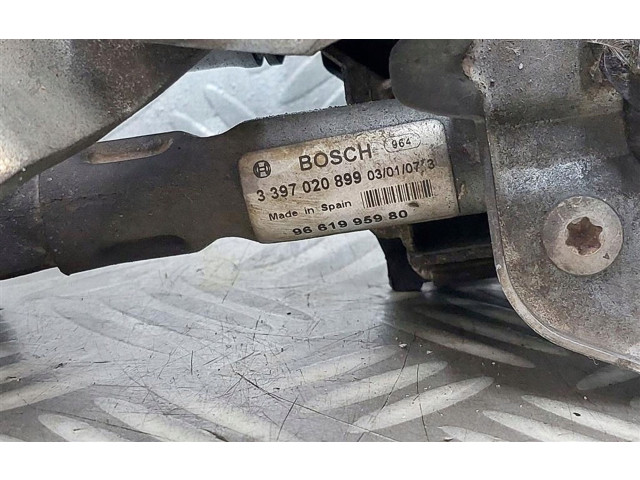 BOSCH 964
3 397 020 899 03/01/07/3
Made in Spain
96 619 959 80